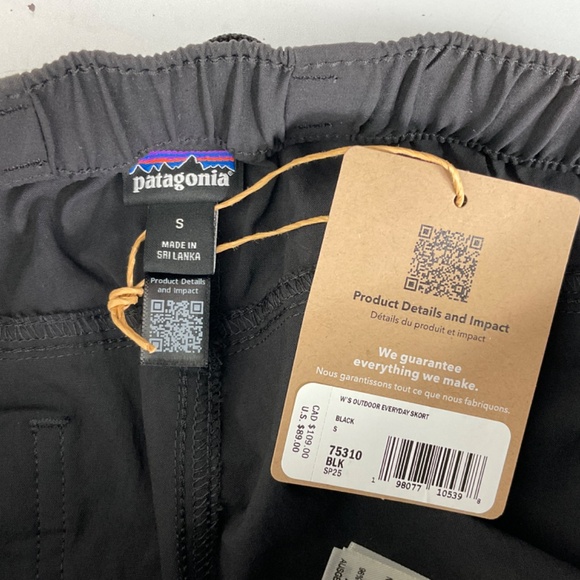 patagonia®
S
MADE IN
SRI LANKA
Product Details
and Impact
Product Details and Impact
Détails du produit et impact
We guarantee
everything we make.
Nous garantissons tout ce que nous fabriquons.
CAD $109.00
U.S. $89.00
W'S OUTDOOR EVERYDAY SKORT
BLACK
S
75310
BLK
SP25
1 98077 10539 8